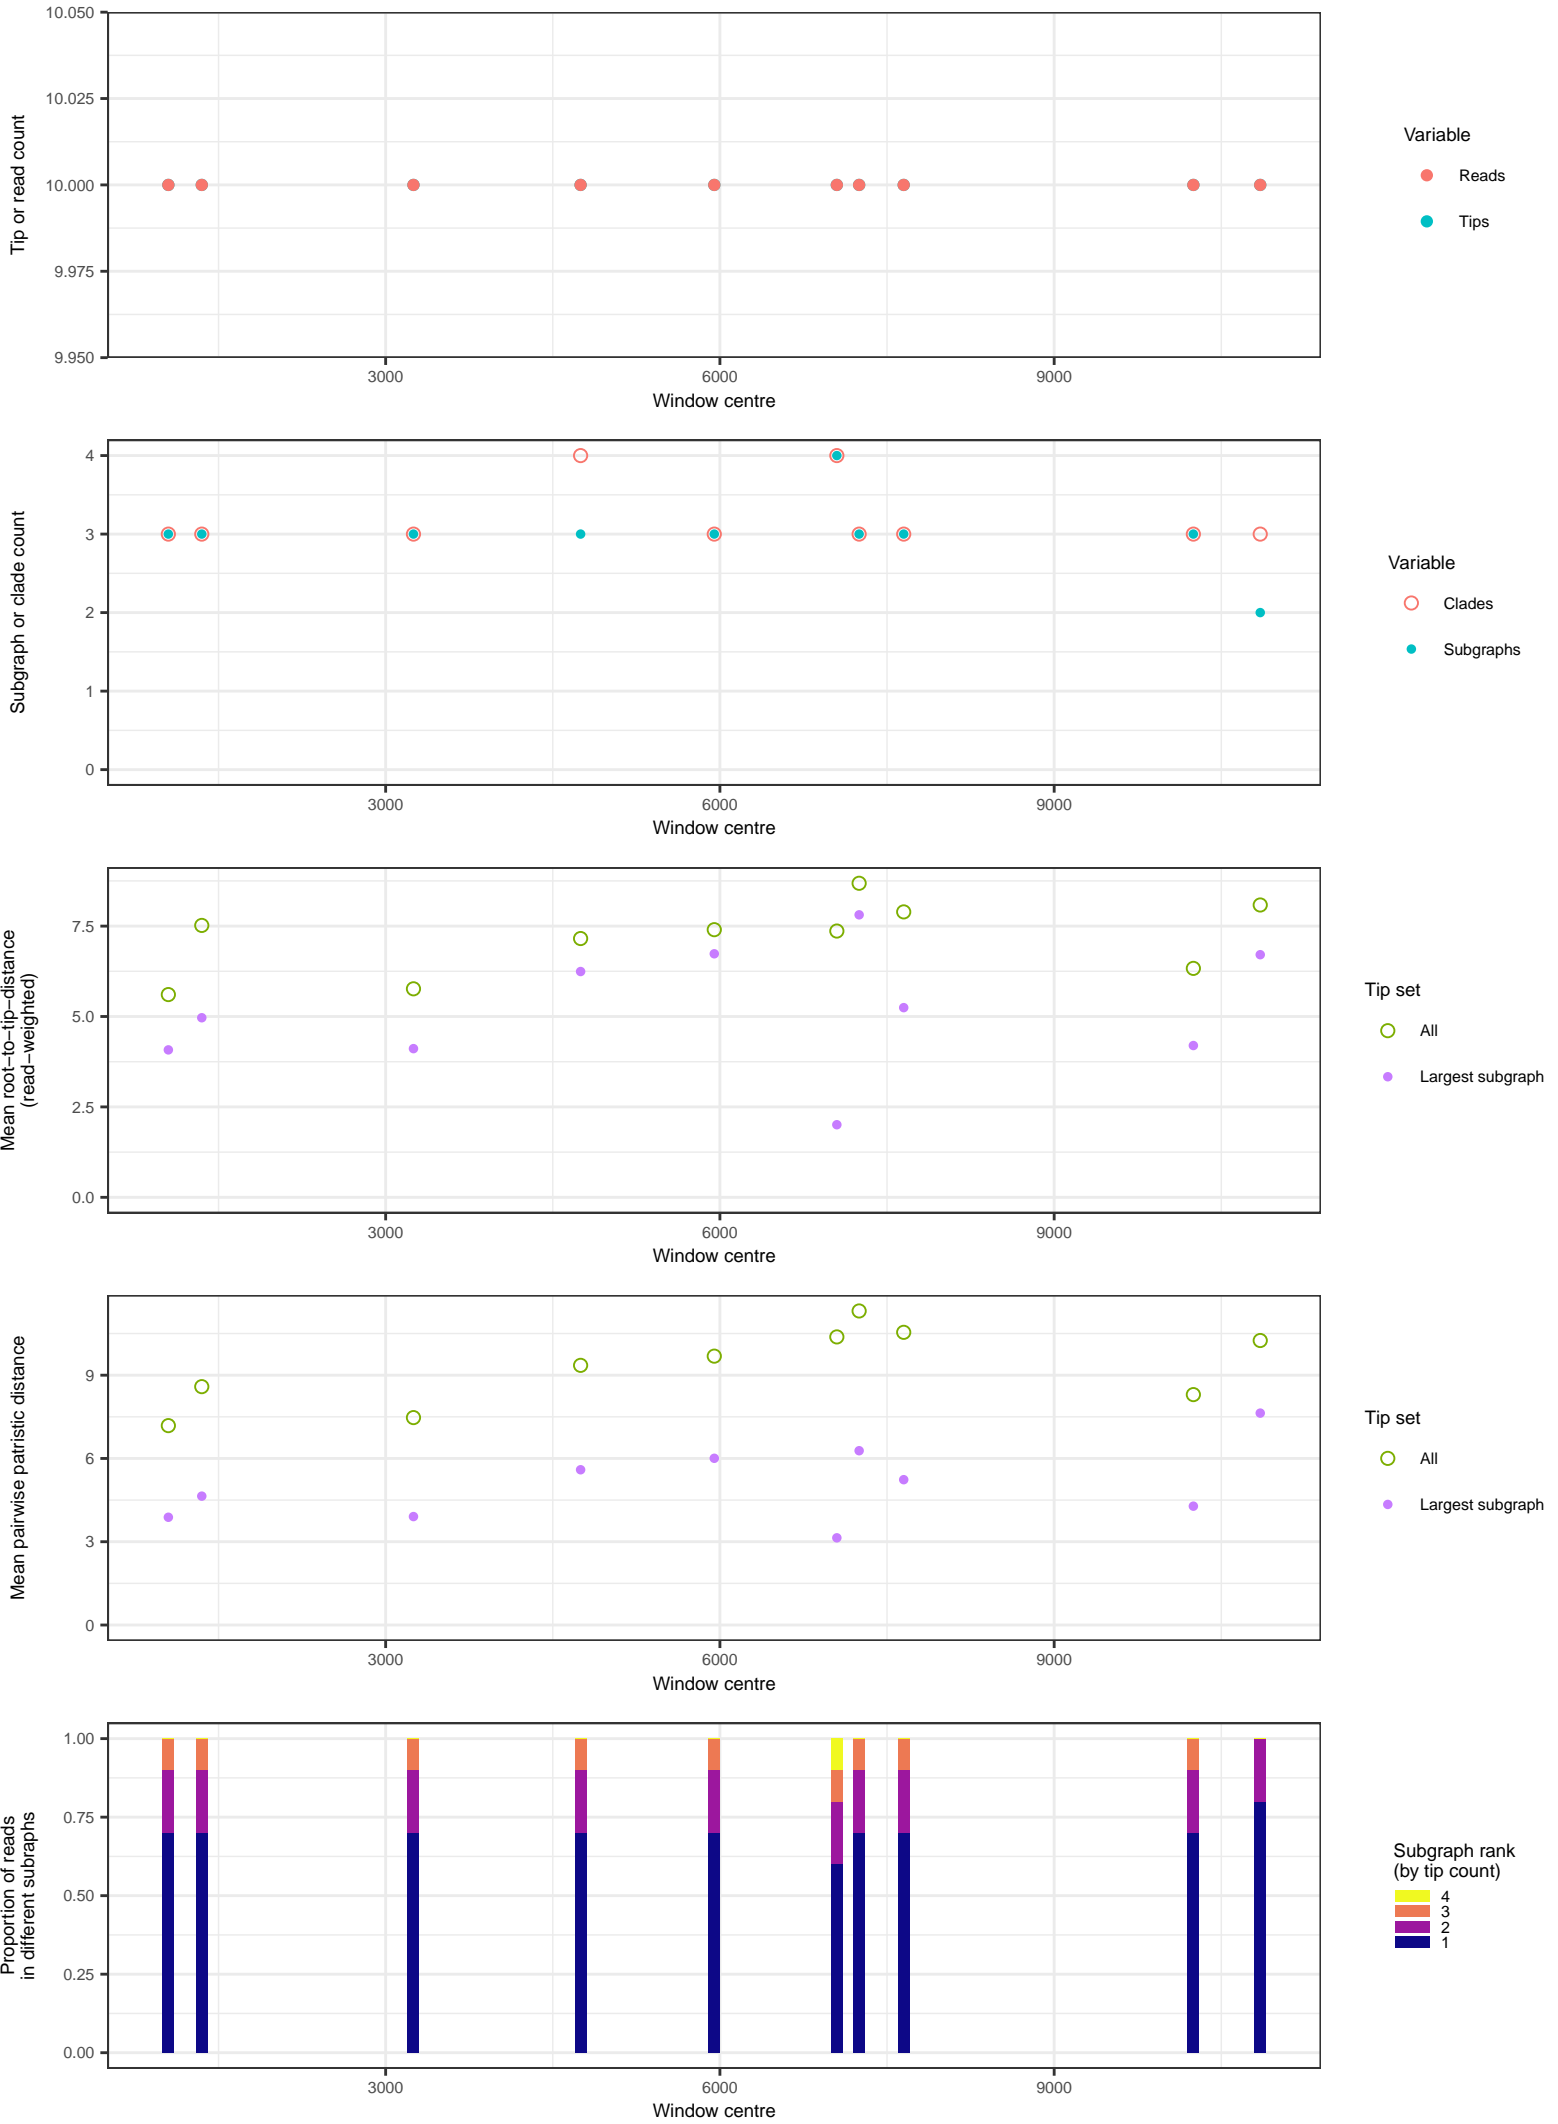 10.050
10.025
10.000
9.975
9.950
Tip or read count
3000
6000
9000
Window centre
Variable
Reads
Tips
4
3
2
1
0
Subgraph or clade count
3000
6000
9000
Window centre
Variable
Clades
Subgraphs
7.5
5.0
2.5
0.0
Mean root−to−tip−distance
(read−weighted)
3000
6000
9000
Window centre
Tip set
All
Largest subgraph
9
6
3
0
Mean pairwise patristic distance
3000
6000
9000
Window centre
Tip set
All
Largest subgraph
1.00
0.75
0.50
0.25
0.00
Proportion of reads
in different subraphs
3000
6000
9000
Window centre
Subgraph rank
(by tip count)
4
3
2
1